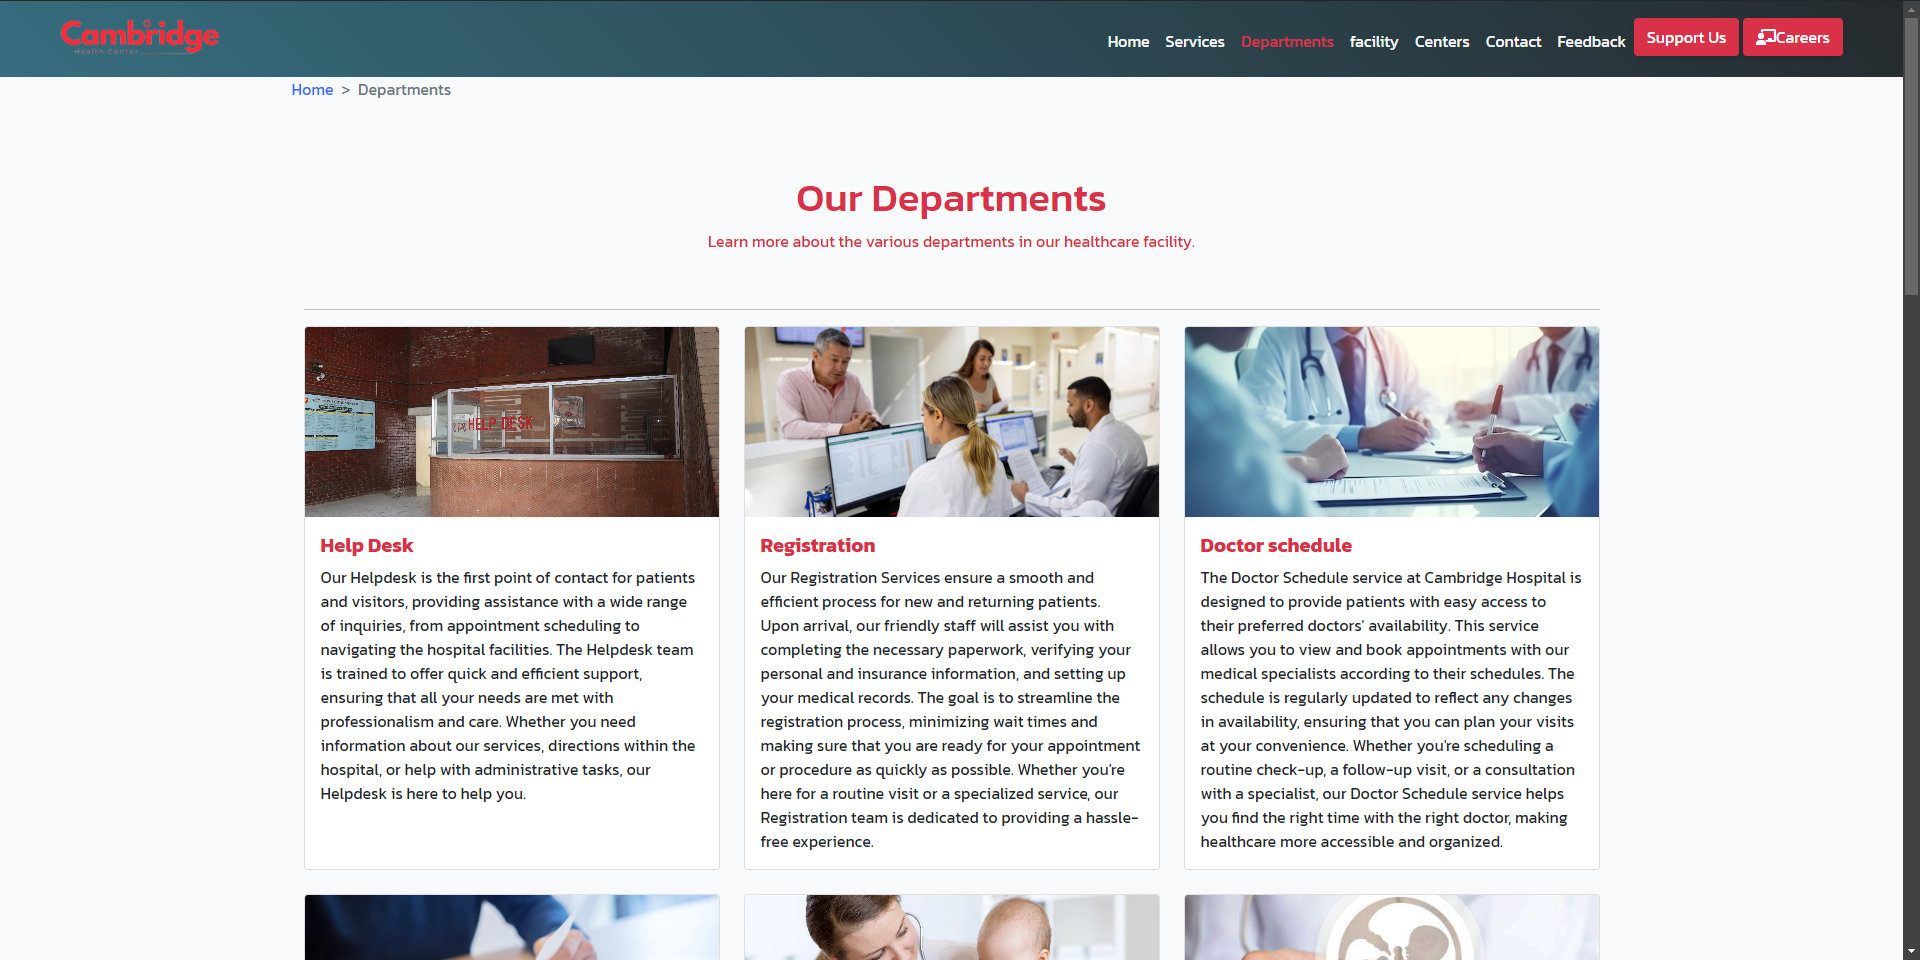 Cambridge
Health Center
Home Services Departments facility Centers Contact Feedback Support Us Careers
Home > Departments
Our Departments
Learn more about the various departments in our healthcare facility.
HELP DESK
Help Desk
Our Helpdesk is the first point of contact for patients
and visitors, providing assistance with a wide range
of inquiries, from appointment scheduling to
navigating the hospital facilities. The Helpdesk team
is trained to offer quick and efficient support,
ensuring that all your needs are met with
professionalism and care. Whether you need
information about our services, directions within the
hospital, or help with administrative tasks, our
Helpdesk is here to help you.
Registration
Our Registration Services ensure a smooth and
efficient process for new and returning patients.
Upon arrival, our friendly staff will assist you with
completing the necessary paperwork, verifying your
personal and insurance information, and setting up
your medical records. The goal is to streamline the
registration process, minimizing wait times and
making sure that you are ready for your appointment
or procedure as quickly as possible. Whether you're
here for a routine visit or a specialized service, our
Registration team is dedicated to providing a hassle-
free experience.
Doctor schedule
The Doctor Schedule service at Cambridge Hospital is
designed to provide patients with easy access to
their preferred doctors' availability. This service
allows you to view and book appointments with our
medical specialists according to their schedules. The
schedule is regularly updated to reflect any changes
in availability, ensuring that you can plan your visits
at your convenience. Whether you're scheduling a
routine check-up, a follow-up visit, or a consultation
with a specialist, our Doctor Schedule service helps
you find the right time with the right doctor, making
healthcare more accessible and organized.